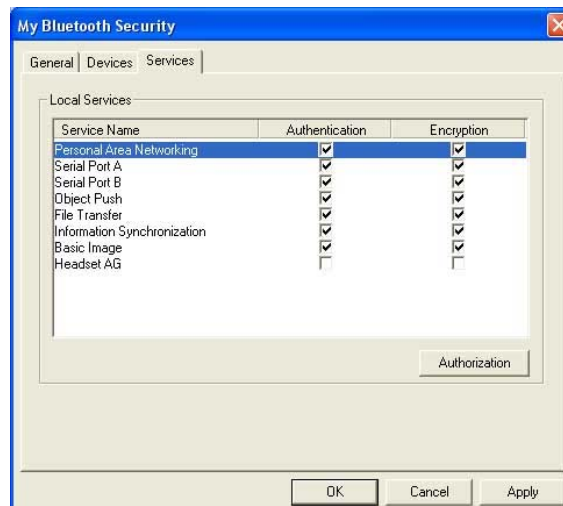 My Bluetooth Security
General Devices Services
Local Services
Service Name Authentication Encryption
Personal Area Networking
Serial Port A
Serial Port B
Object Push
File Transfer
Information Synchronization
Basic Image
Headset AG
Authorization
OK Cancel Apply